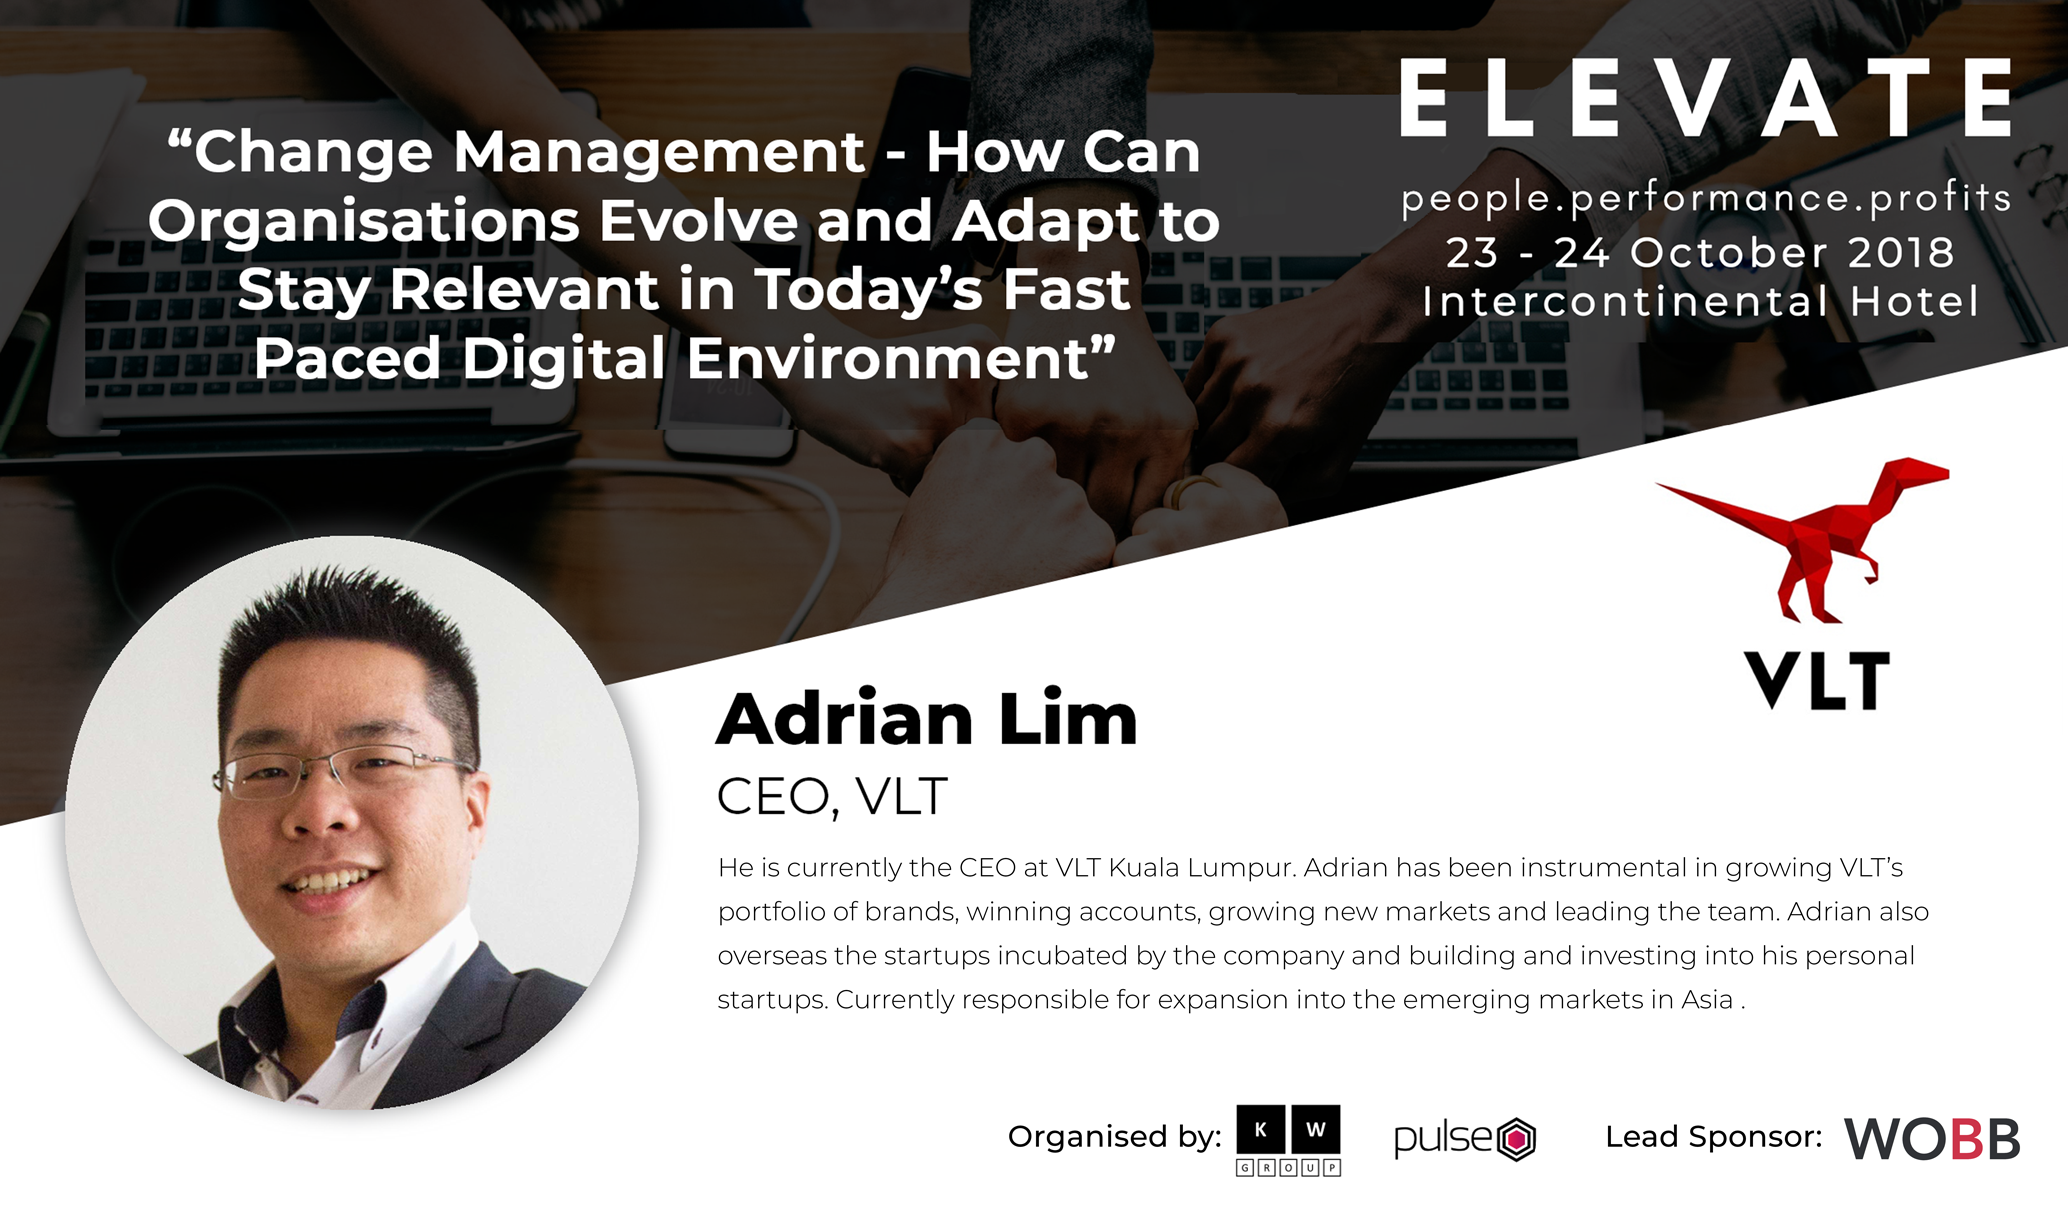 “Change Management - How Can
Organisations Evolve and Adapt to
Stay Relevant in Today’s Fast
Paced Digital Environment”
ELEVATE
people.performance.profits
23 - 24 October 2018
Intercontinental Hotel
VLT
Adrian Lim
CEO, VLT
He is currently the CEO at VLT Kuala Lumpur. Adrian has been instrumental in growing VLT’s
portfolio of brands, winning accounts, growing new markets and leading the team. Adrian also
overseas the startups incubated by the company and building and investing into his personal
startups. Currently responsible for expansion into the emerging markets in Asia .
Organised by:
KW
GROUP
pulse
Lead Sponsor:
WOBB